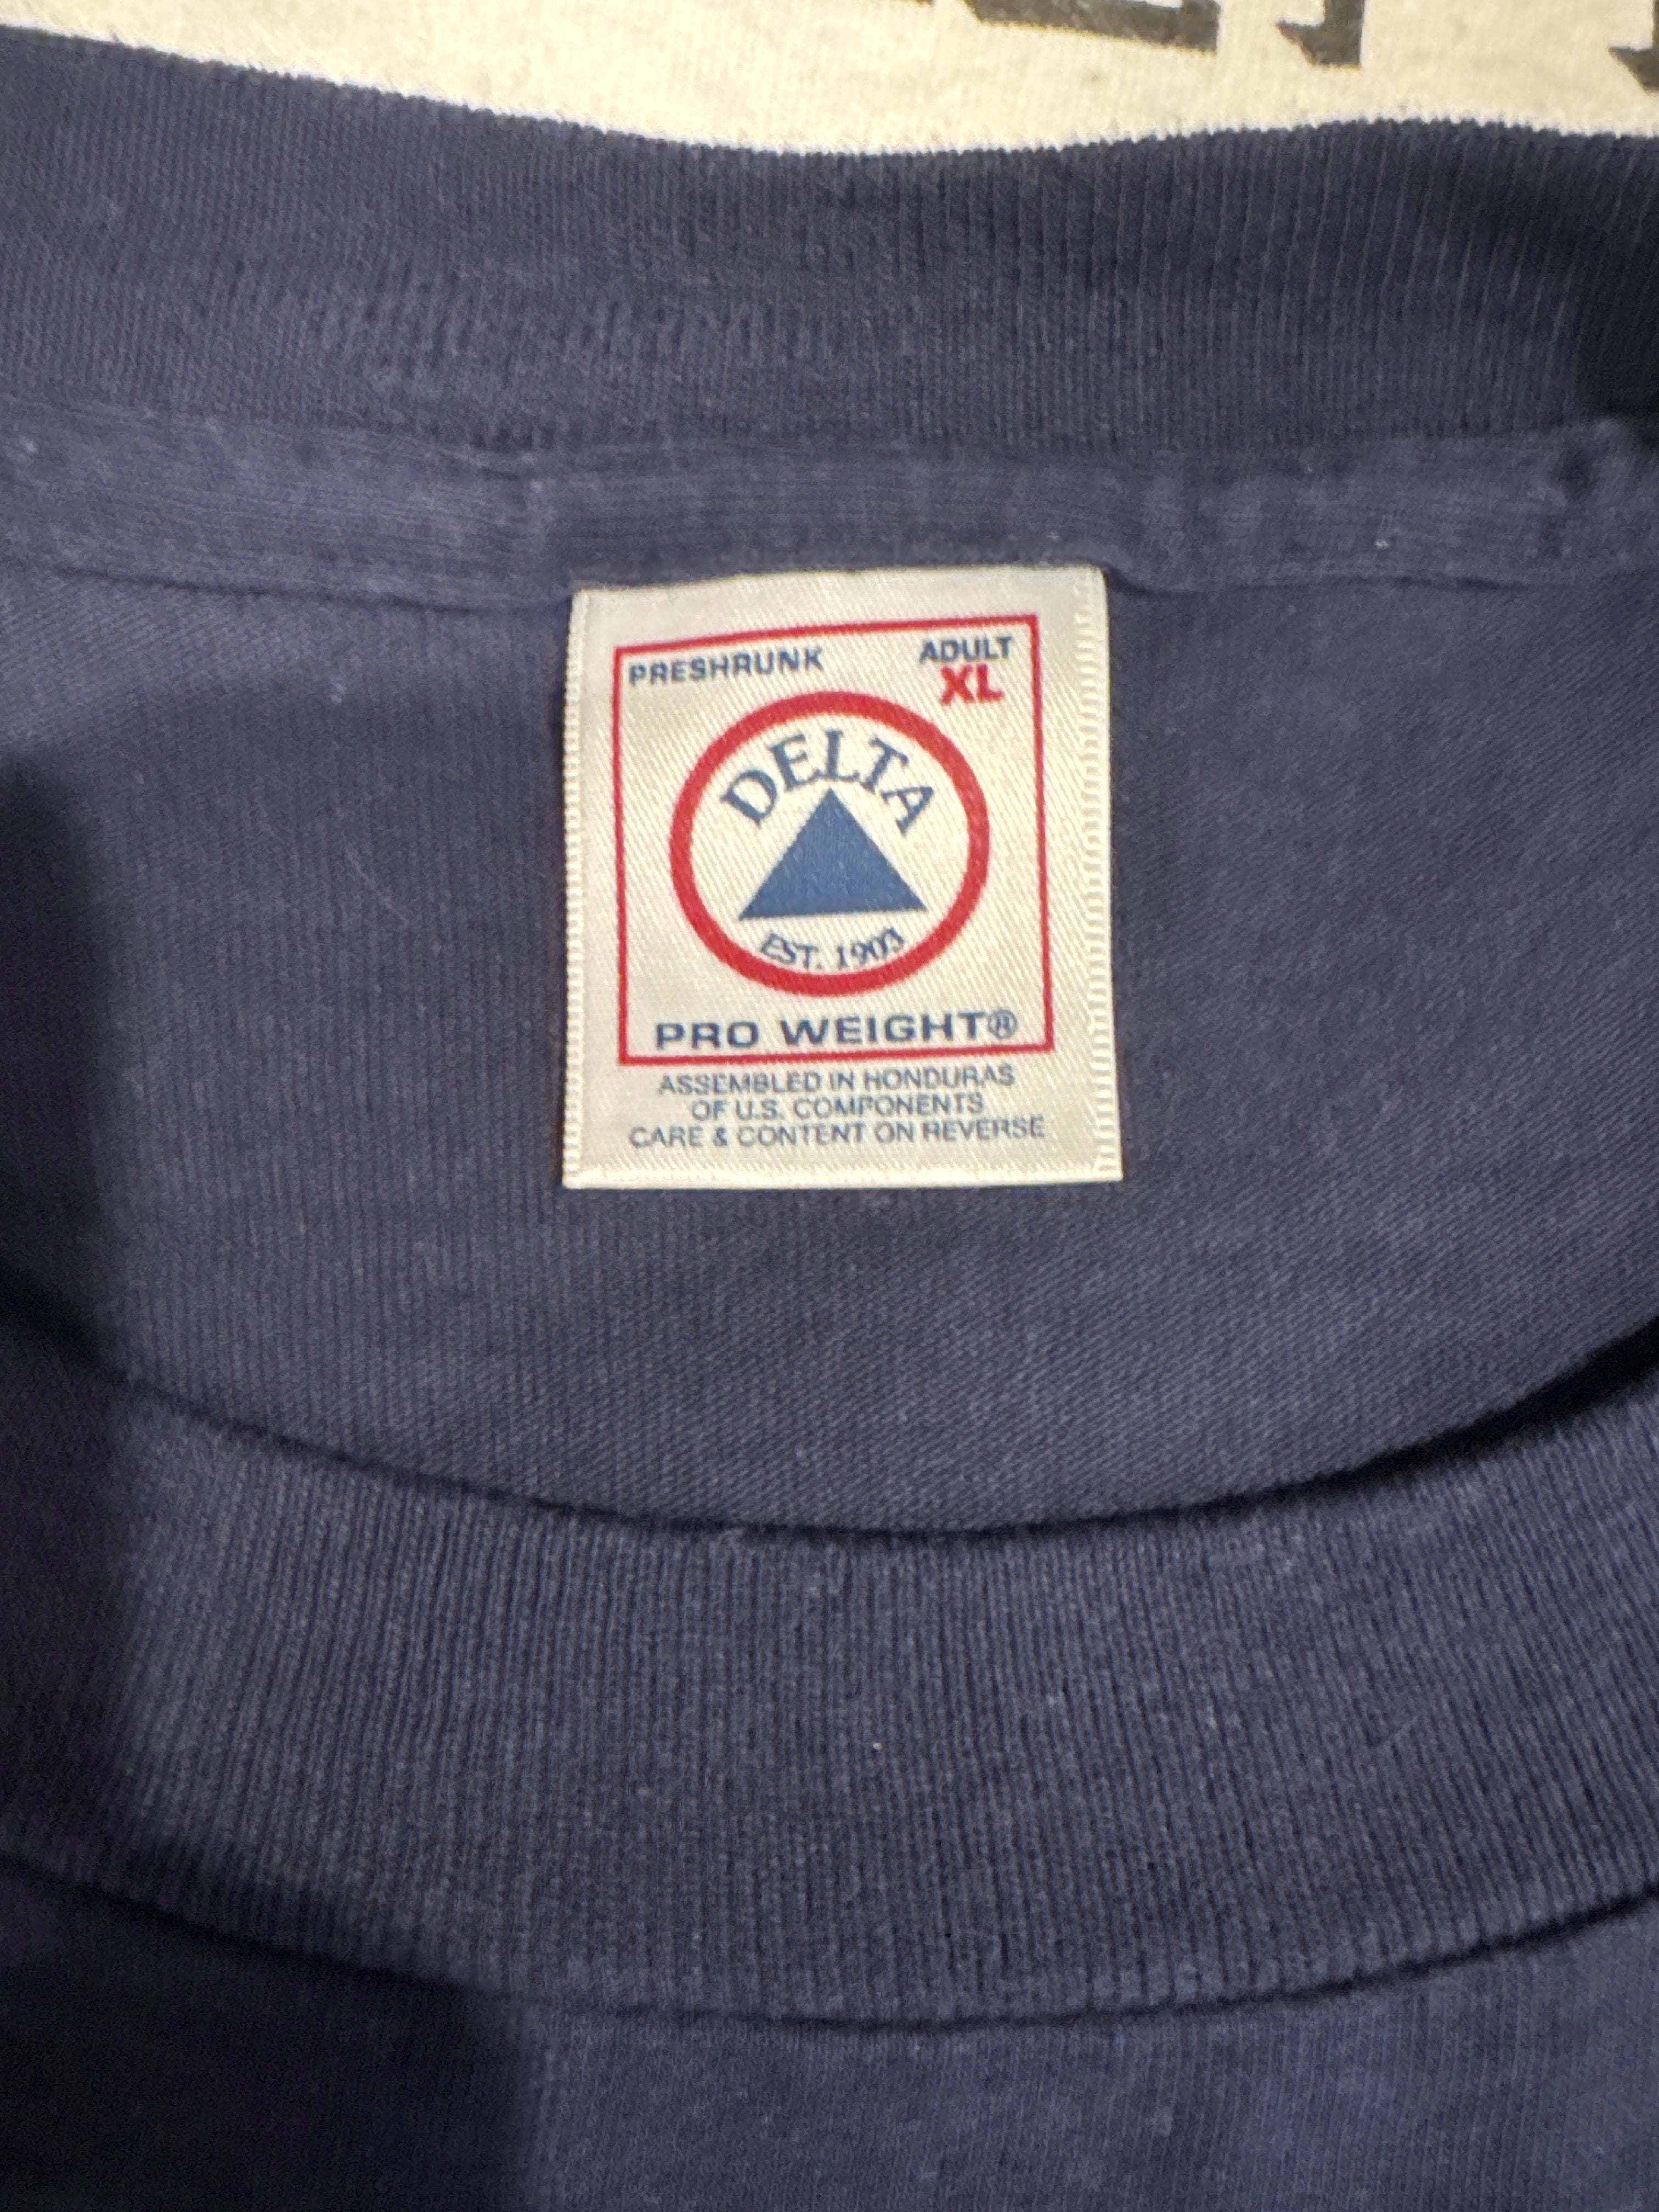 PRESHRUNK ADULT
XL
DELTA
EST. 1903
PRO WEIGHT®
ASSEMBLED IN HONDURAS
OF U.S. COMPONENTS
CARE & CONTENT ON REVERSE